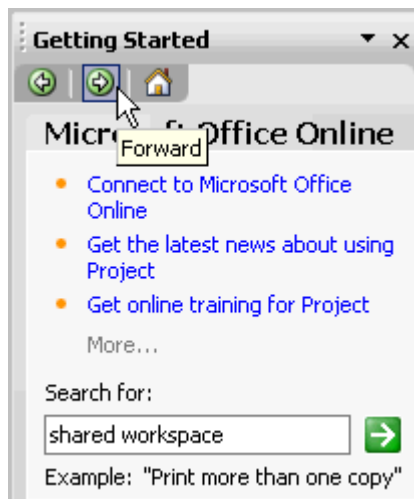 Getting Started
Microsoft Office Online
Forward
Connect to Microsoft Office
Online
Get the latest news about using
Project
Get online training for Project
More...
Search for:
shared workspace
Example: "Print more than one copy"